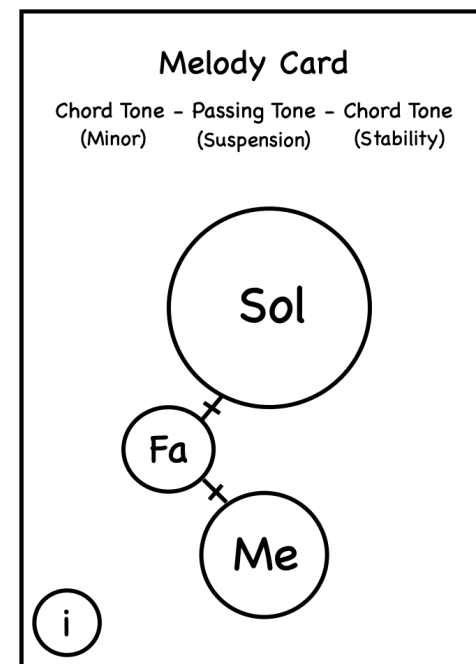 Melody Card
Chord Tone - Passing Tone - Chord Tone
(Minor) (Suspension) (Stability)
Sol
Fa
Me
i